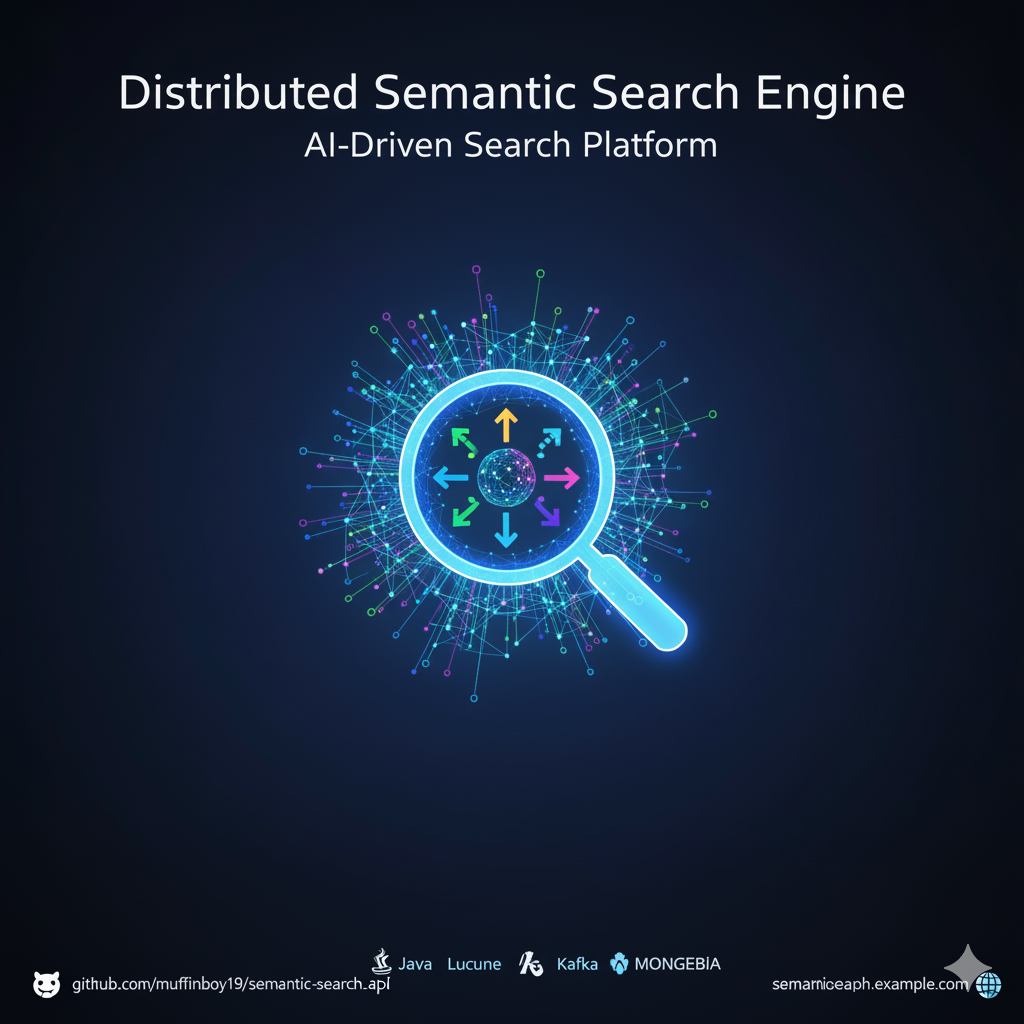 Distributed Semantic Search Engine
AI-Driven Search Platform
Java Lucune Kafka MONGEBIA
github.com/muffinboy19/semantic-search_api
semarniceaph.example.com